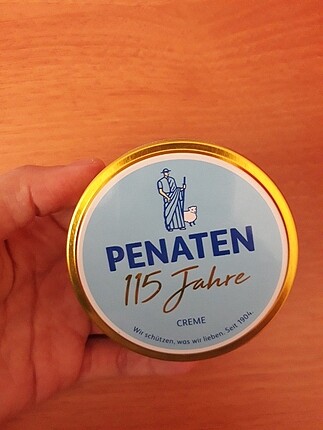 PENATEN
115 Jahre
CREME
Wir schützen, was wir lieben. Seit 1904.